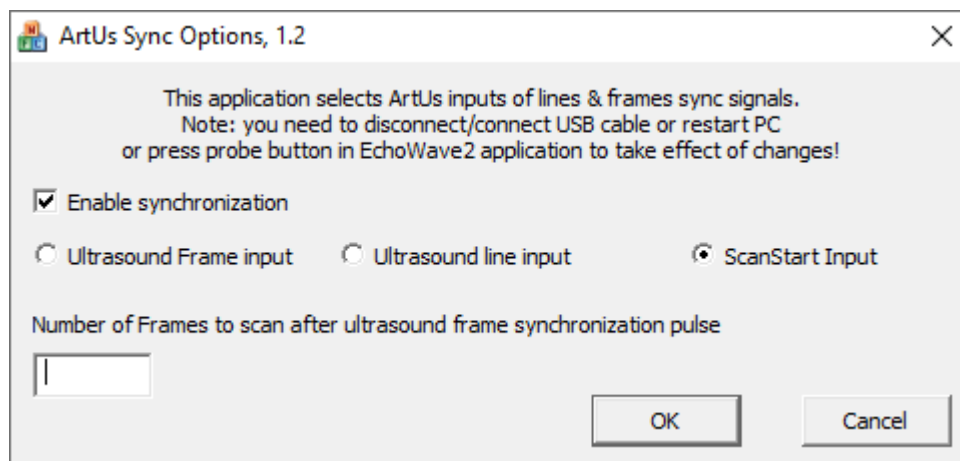 ArtUs Sync Options, 1.2
This application selects ArtUs inputs of lines & frames sync signals.
Note: you need to disconnect/connect USB cable or restart PC
or press probe button in EchoWave2 application to take effect of changes!
Enable synchronization
Ultrasound Frame input Ultrasound line input ScanStart Input
Number of Frames to scan after ultrasound frame synchronization pulse
OK Cancel